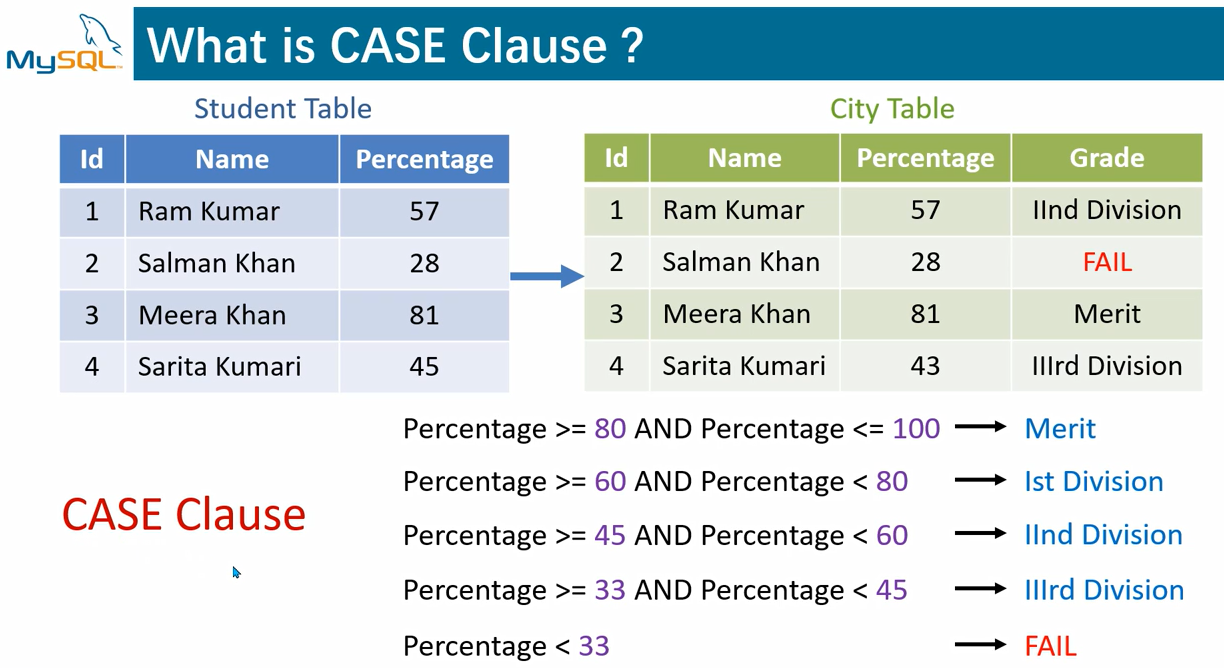 MySQL
What is CASE Clause ?
Student Table
Id Name Percentage
1 Ram Kumar 57
2 Salman Khan 28
3 Meera Khan 81
4 Sarita Kumari 45
City Table
Id Name Percentage Grade
1 Ram Kumar 57 IInd Division
2 Salman Khan 28 FAIL
3 Meera Khan 81 Merit
4 Sarita Kumari 43 IIIrd Division
CASE Clause
Percentage >= 80 AND Percentage <= 100 → Merit
Percentage >= 60 AND Percentage < 80 → Ist Division
Percentage >= 45 AND Percentage < 60 → IInd Division
Percentage >= 33 AND Percentage < 45 → IIIrd Division
Percentage < 33 → FAIL